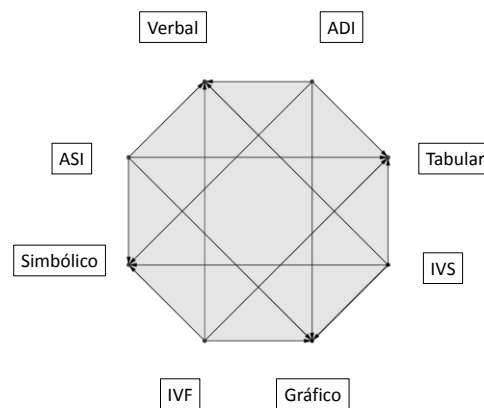 Verbal
ADI
ASI
Tabular
Simbólico
IVS
IVF
Gráfico